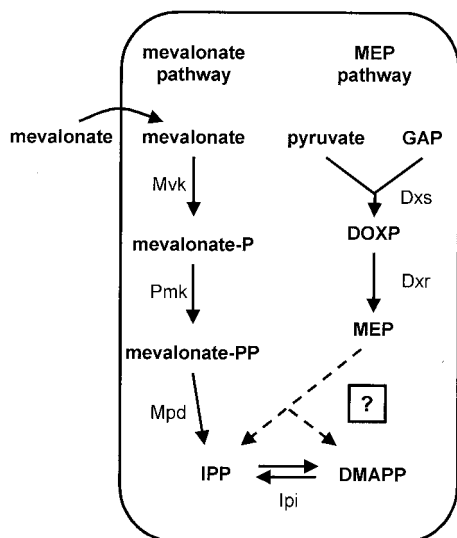 mevalonate
pathway
MEP
pathway
mevalonate
mevalonate
pyruvate
GAP
Mvk
Dxs
mevalonate-P
DOXP
Pmk
Dxr
mevalonate-PP
MEP
Mpd
?
IPP
DMAPP
Ipi